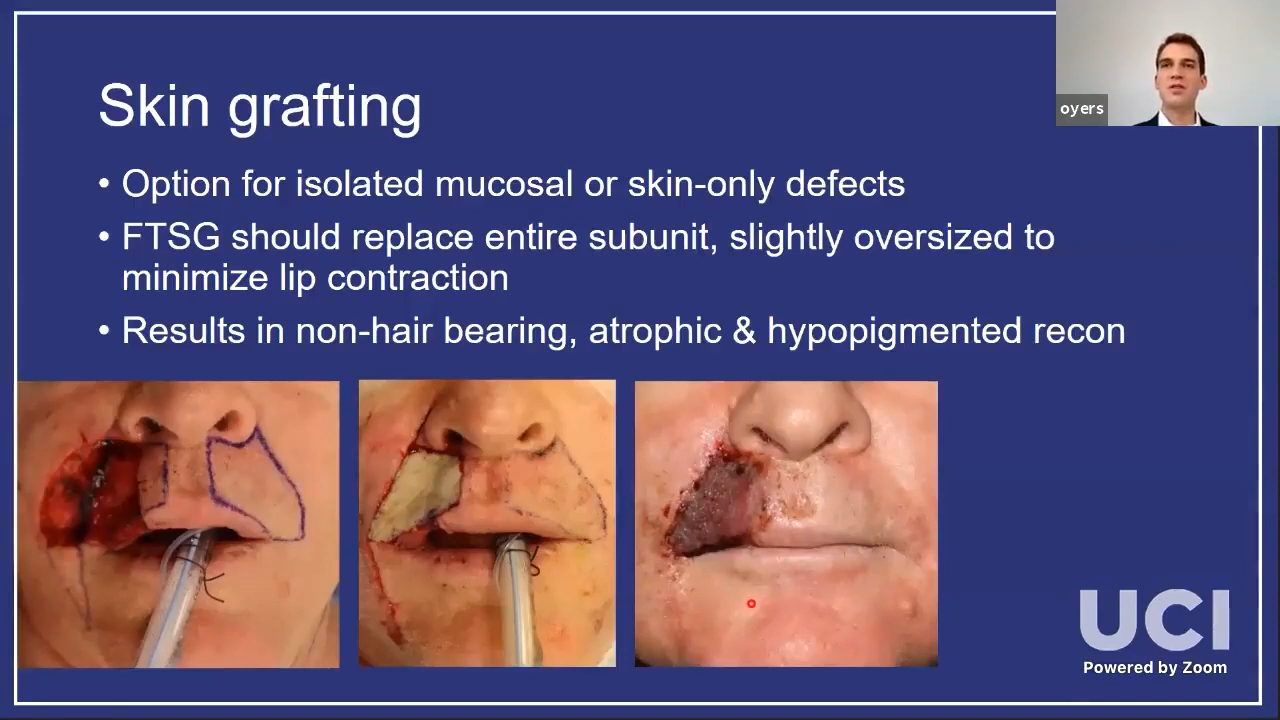 Skin grafting
oyers
• Option for isolated mucosal or skin-only defects
• FTSG should replace entire subunit, slightly oversized to
minimize lip contraction
• Results in non-hair bearing, atrophic & hypopigmented recon
UCI
Powered by Zoom